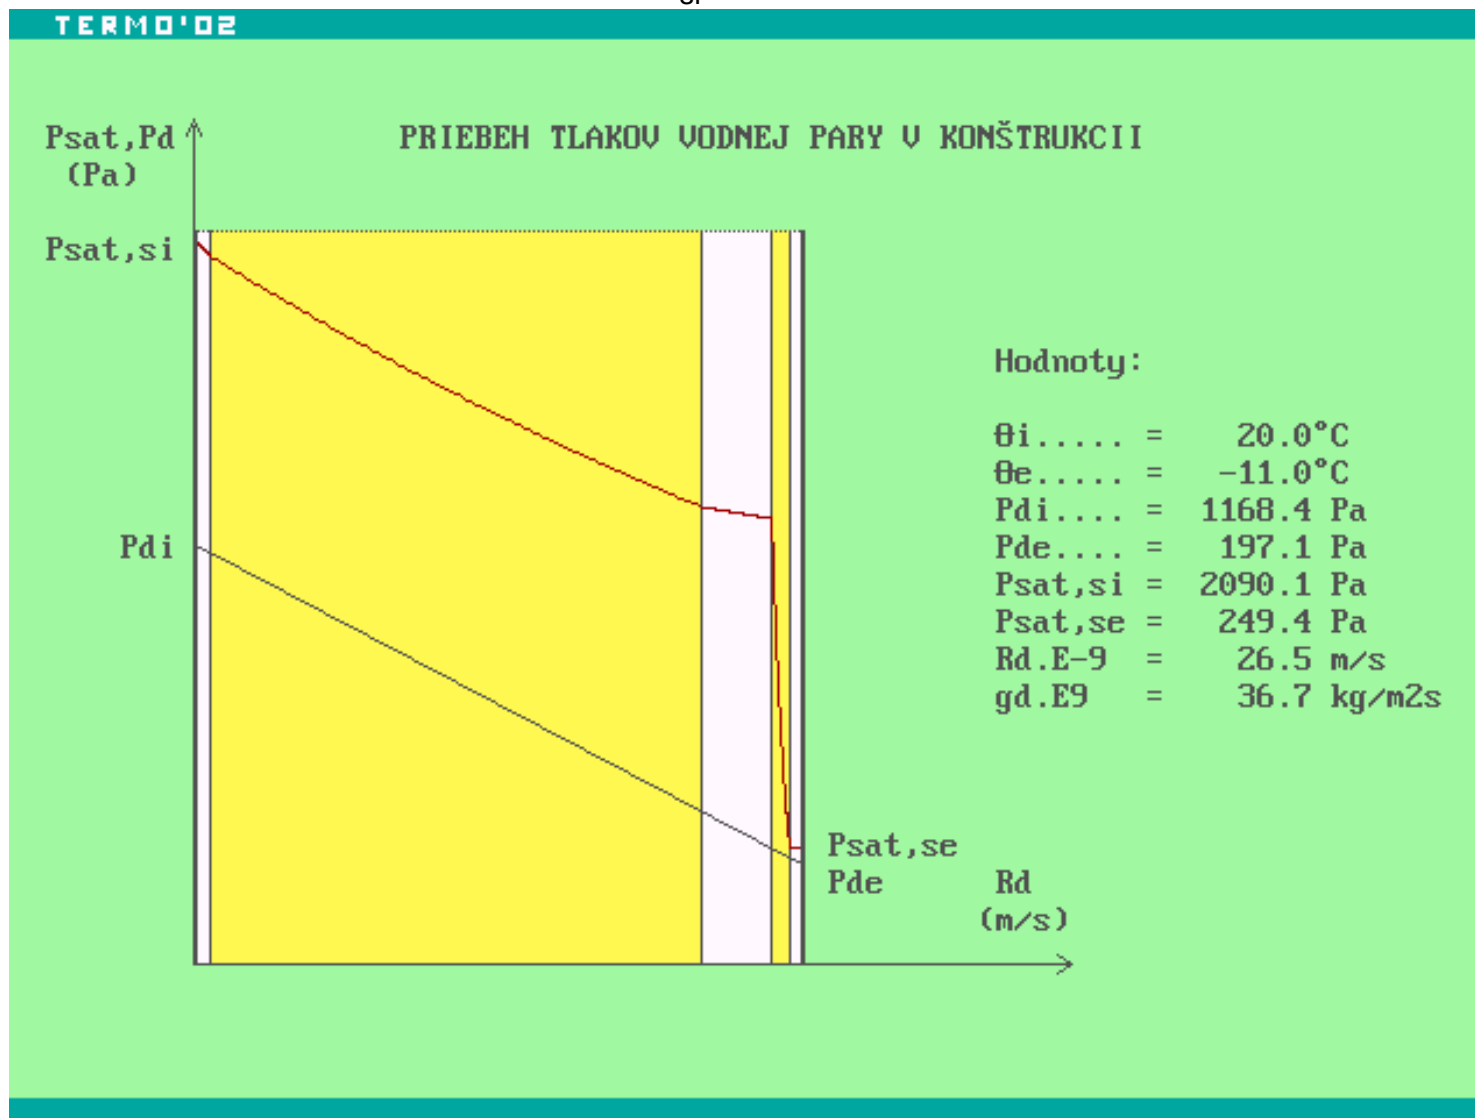 TERMO'02
Psat,Pd
(Pa)
PRIEBEH TLAKOV VODNEJ PARY V KONŠTRUKCII
Psat,si
Pdi
Hodnoty:
θi..... = 20.0°C
θe..... = -11.0°C
Pdi.... = 1168.4 Pa
Pde.... = 197.1 Pa
Psat,si = 2090.1 Pa
Psat,se = 249.4 Pa
Rd.E-9 = 26.5 m/s
gd.E9 = 36.7 kg/m2s
Psat,se
Pde
Rd
(m/s)